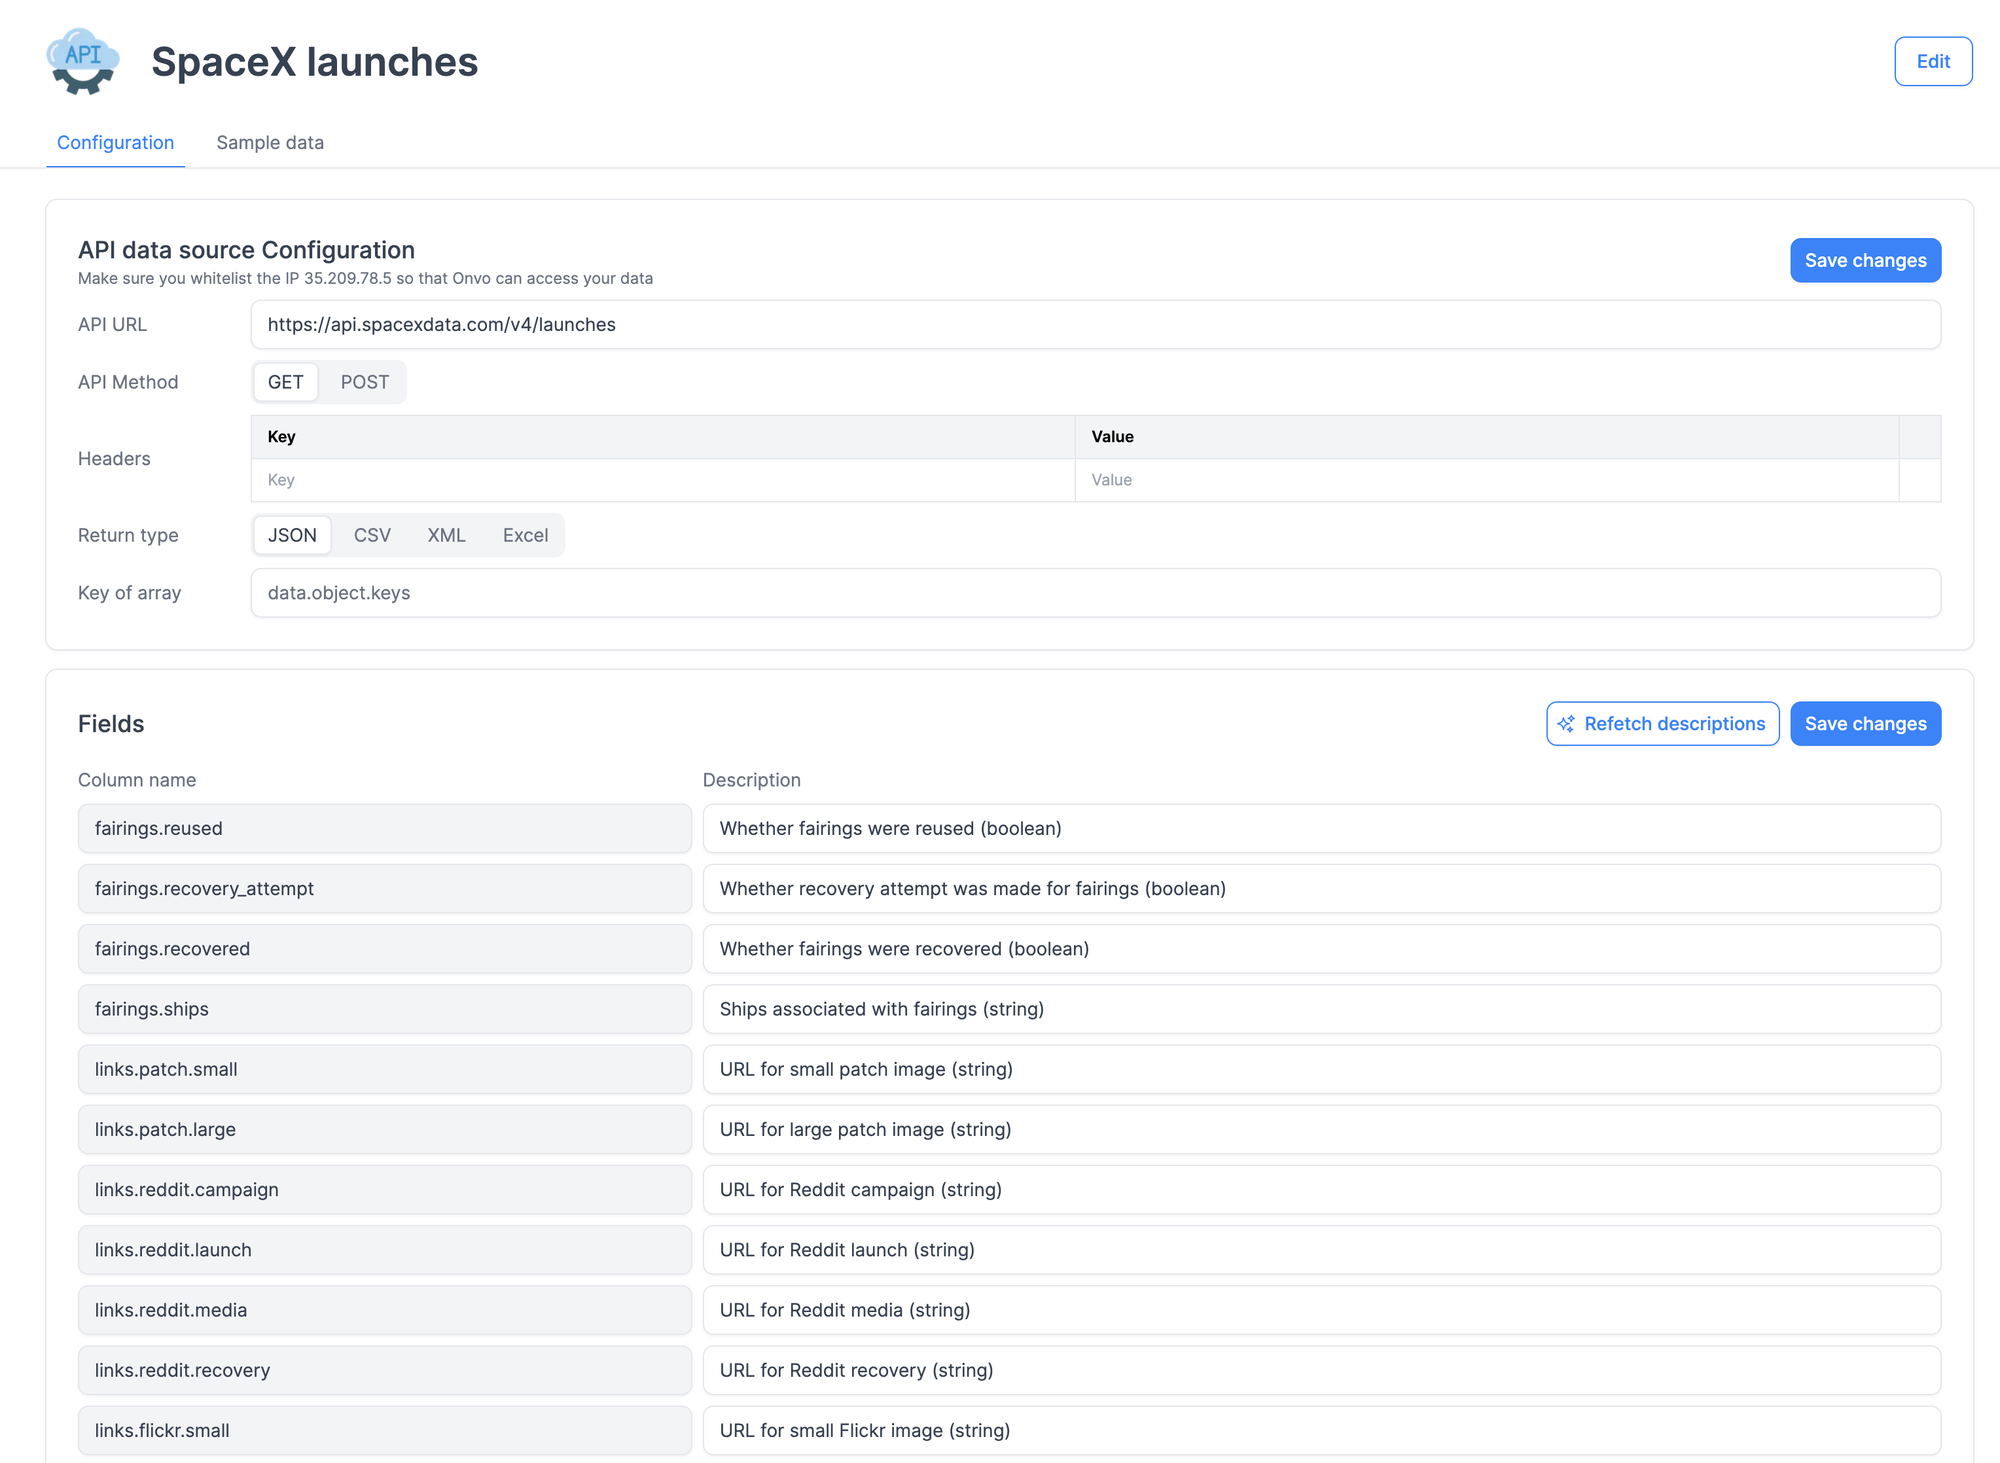 API
SpaceX launches
Edit
Configuration
Sample data
API data source Configuration
Make sure you whitelist the IP 35.209.78.5 so that Onvo can access your data
Save changes
API URL
https://api.spacexdata.com/v4/launches
API Method
GET
POST
Headers
Key
Value
Key
Value
Return type
JSON
CSV
XML
Excel
Key of array
data.object.keys
Fields
Refetch descriptions
Save changes
Column name
Description
fairings.reused
Whether fairings were reused (boolean)
fairings.recovery_attempt
Whether recovery attempt was made for fairings (boolean)
fairings.recovered
Whether fairings were recovered (boolean)
fairings.ships
Ships associated with fairings (string)
links.patch.small
URL for small patch image (string)
links.patch.large
URL for large patch image (string)
links.reddit.campaign
URL for Reddit campaign (string)
links.reddit.launch
URL for Reddit launch (string)
links.reddit.media
URL for Reddit media (string)
links.reddit.recovery
URL for Reddit recovery (string)
links.flickr.small
URL for small Flickr image (string)